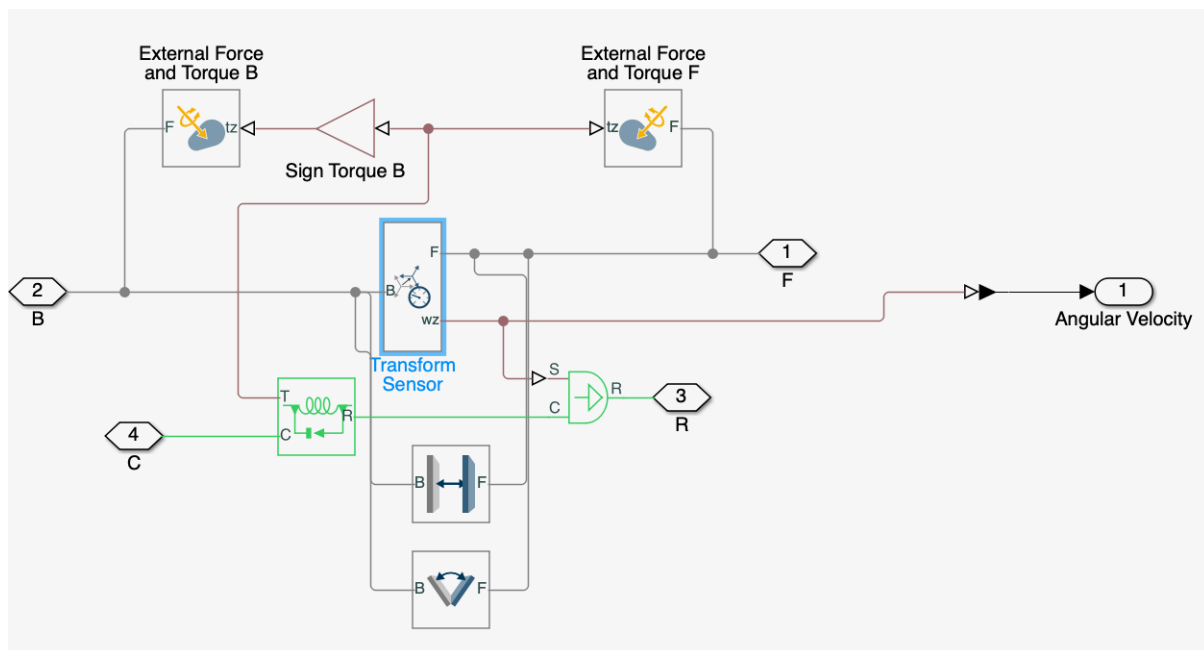 External Force
and Torque B
External Force
and Torque F
F
tz
tz
F
Sign Torque B
F
1
F
2
B
B
wz
1
Angular Velocity
Transform
Sensor
S
R
C
3
R
T
R
C
4
C
B
F
B
F